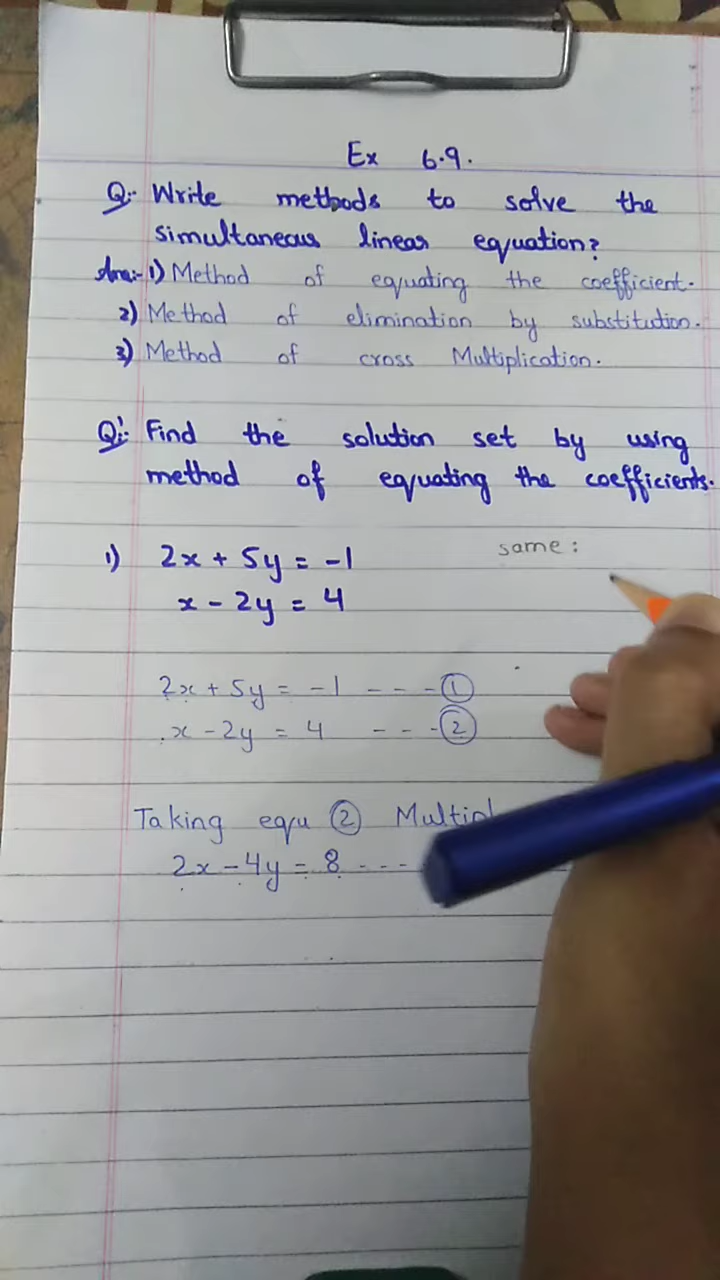 Ex 6.9.
Q:- Write methods to solve the
simultaneous linear equation?
Ans:- 1) Method of equating the coefficient.
2) Method of elimination by substitution.
3) Method of cross Multiplication.
Q:- Find the solution set by using
method of equating the coefficients.
1) 2x + 5y = -1
same :
x - 2y = 4
2x + 5y = -1 - - - ①
x - 2y = 4 - - - ②
Taking equ ②
2x - 4y = 8 - - -